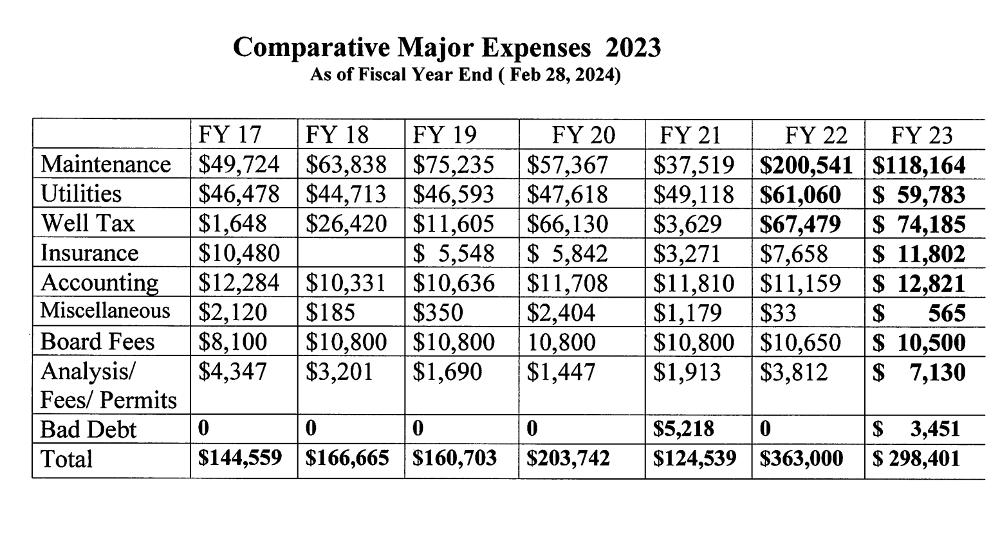 Comparative Major Expenses 2023
As of Fiscal Year End ( Feb 28, 2024)
FY 17 FY 18 FY 19 FY 20 FY 21 FY 22 FY 23
Maintenance $49,724 $63,838 $75,235 $57,367 $37,519 $200,541 $118,164
Utilities $46,478 $44,713 $46,593 $47,618 $49,118 $61,060 $ 59,783
Well Tax $1,648 $26,420 $11,605 $66,130 $3,629 $67,479 $ 74,185
Insurance $10,480 $ 5,548 $ 5,842 $3,271 $7,658 $ 11,802
Accounting $12,284 $10,331 $10,636 $11,708 $11,810 $11,159 $ 12,821
Miscellaneous $2,120 $185 $350 $2,404 $1,179 $33 $ 565
Board Fees $8,100 $10,800 $10,800 10,800 $10,800 $10,650 $ 10,500
Analysis/ $4,347 $3,201 $1,690 $1,447 $1,913 $3,812 $ 7,130
Fees/ Permits
Bad Debt 0 0 0 0 $5,218 0 $ 3,451
Total $144,559 $166,665 $160,703 $203,742 $124,539 $363,000 $ 298,401